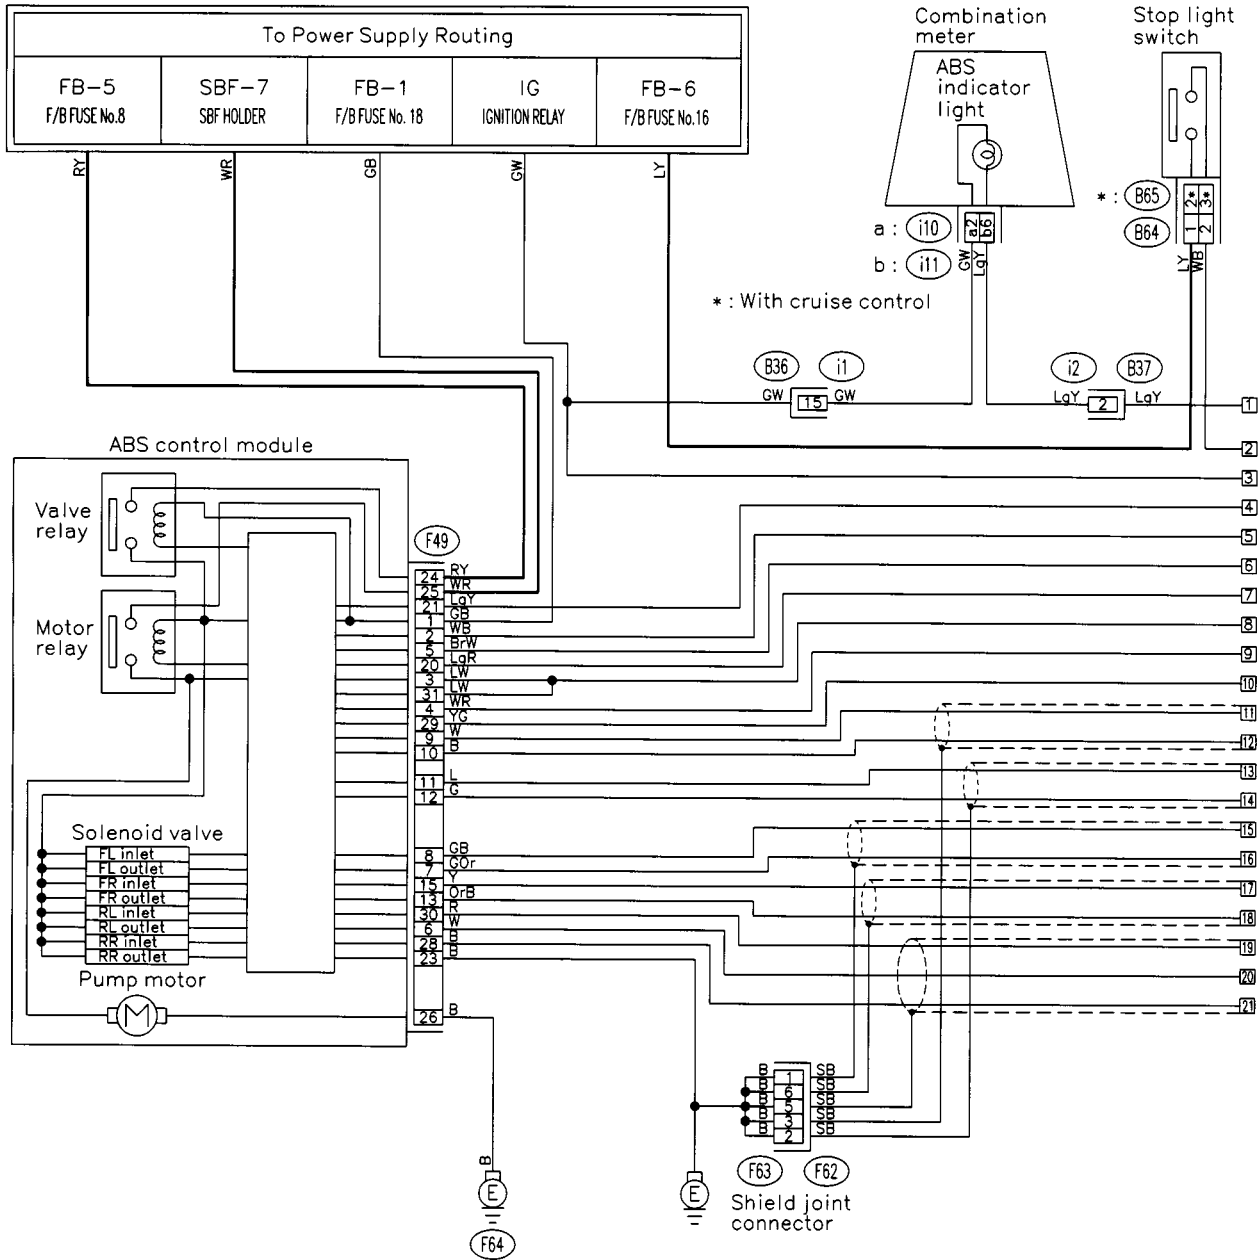 To Power Supply Routing
FB-5
F/B FUSE No.8
SBF-7
SBF HOLDER
FB-1
F/B FUSE No. 18
IG
IGNITION RELAY
FB-6
F/B FUSE No.16
RY
WR
GB
GW
LY
Combination
meter
ABS
indicator
light
a : i10
b : i11
a2
b6
GW
LgY
Stop light
switch
* : B65
B64
2*
3*
1
2
LY
WB
* : With cruise control
B36
i1
GW
15
GW
i2
B37
LgY
2
LgY
1
2
3
4
5
6
7
8
9
10
11
12
13
14
15
16
17
18
19
20
21
ABS control module
Valve
relay
Motor
relay
F49
24 RY
25 WR
21 LgY
1 GB
2 WB
5 BrW
20 LgR
3 LW
31 LW
4 WR
29 YG
9 W
10 B
11 L
12 G
8 GB
7 GOr
15 Y
13 OrB
30 R
6 W
28 B
23 B
26 B
Solenoid valve
FL inlet
FL outlet
FR inlet
FR outlet
RL inlet
RL outlet
RR inlet
RR outlet
Pump motor
M
B
E
F64
E
B 1 SB
B 6 SB
B 5 SB
B 3 SB
B 2 SB
F63
F62
Shield joint
connector